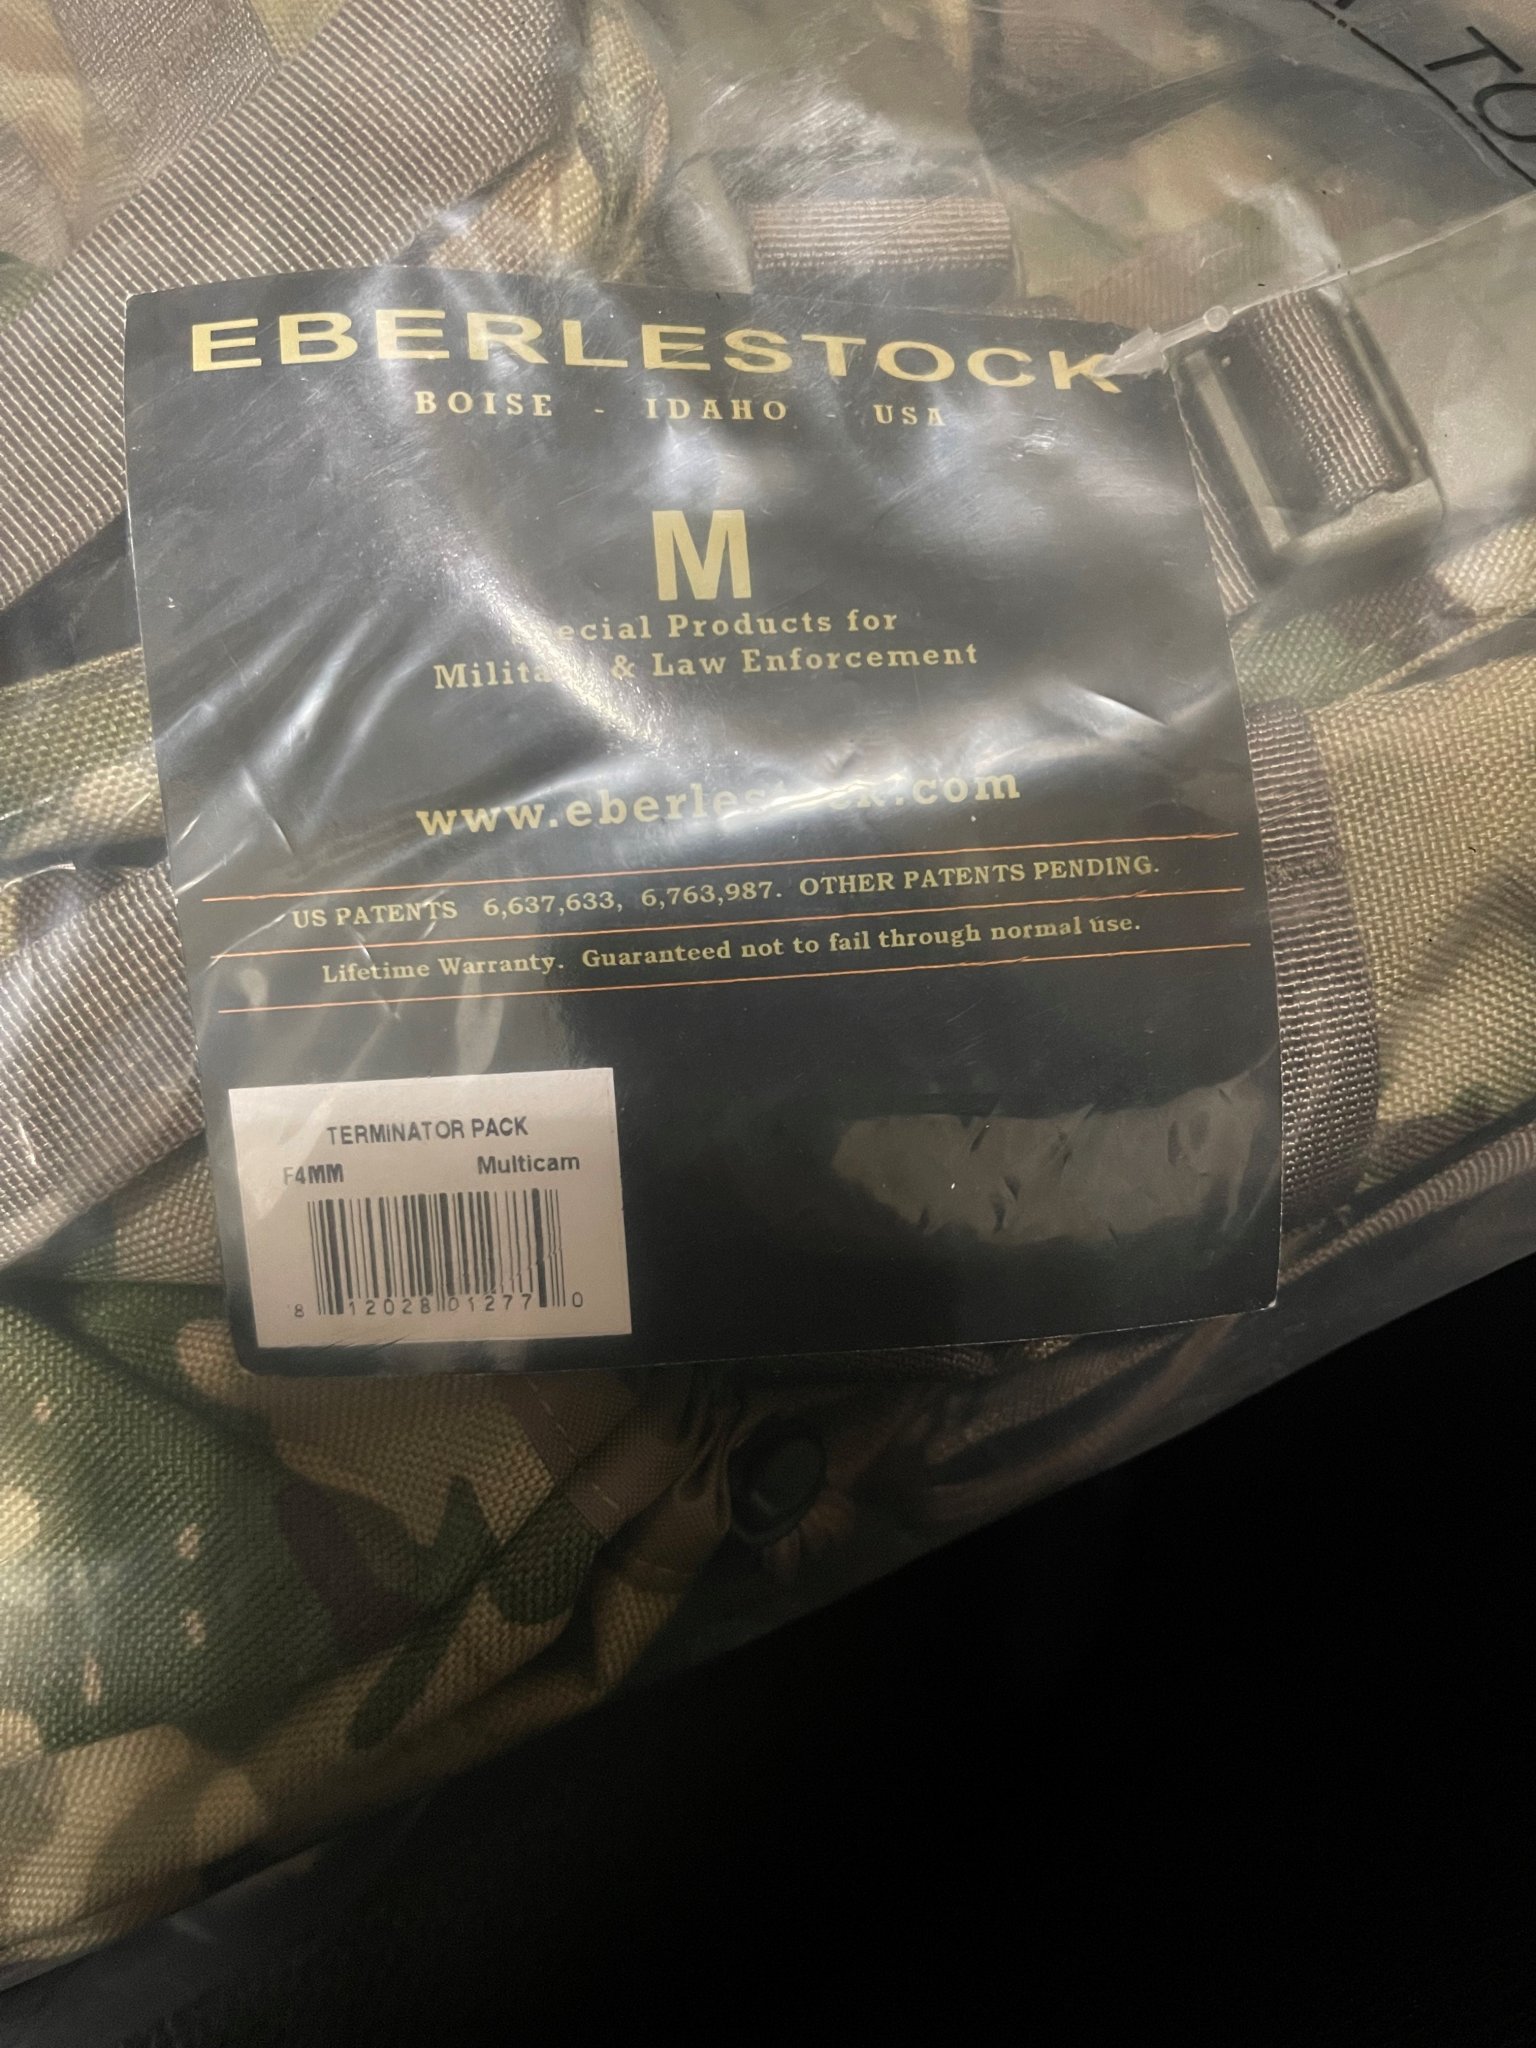 TO
EBERLESTOCK
BOISE - IDAHO USA
M
Products for
& Law Enforcement
US PATENTS 6,637,633, 6,763,987. OTHER PATENTS PENDING.
Lifetime Warranty. Guaranteed not to fail through normal use.
TERMINATOR PACK
F4MM Multicam
8 12028 01277 0